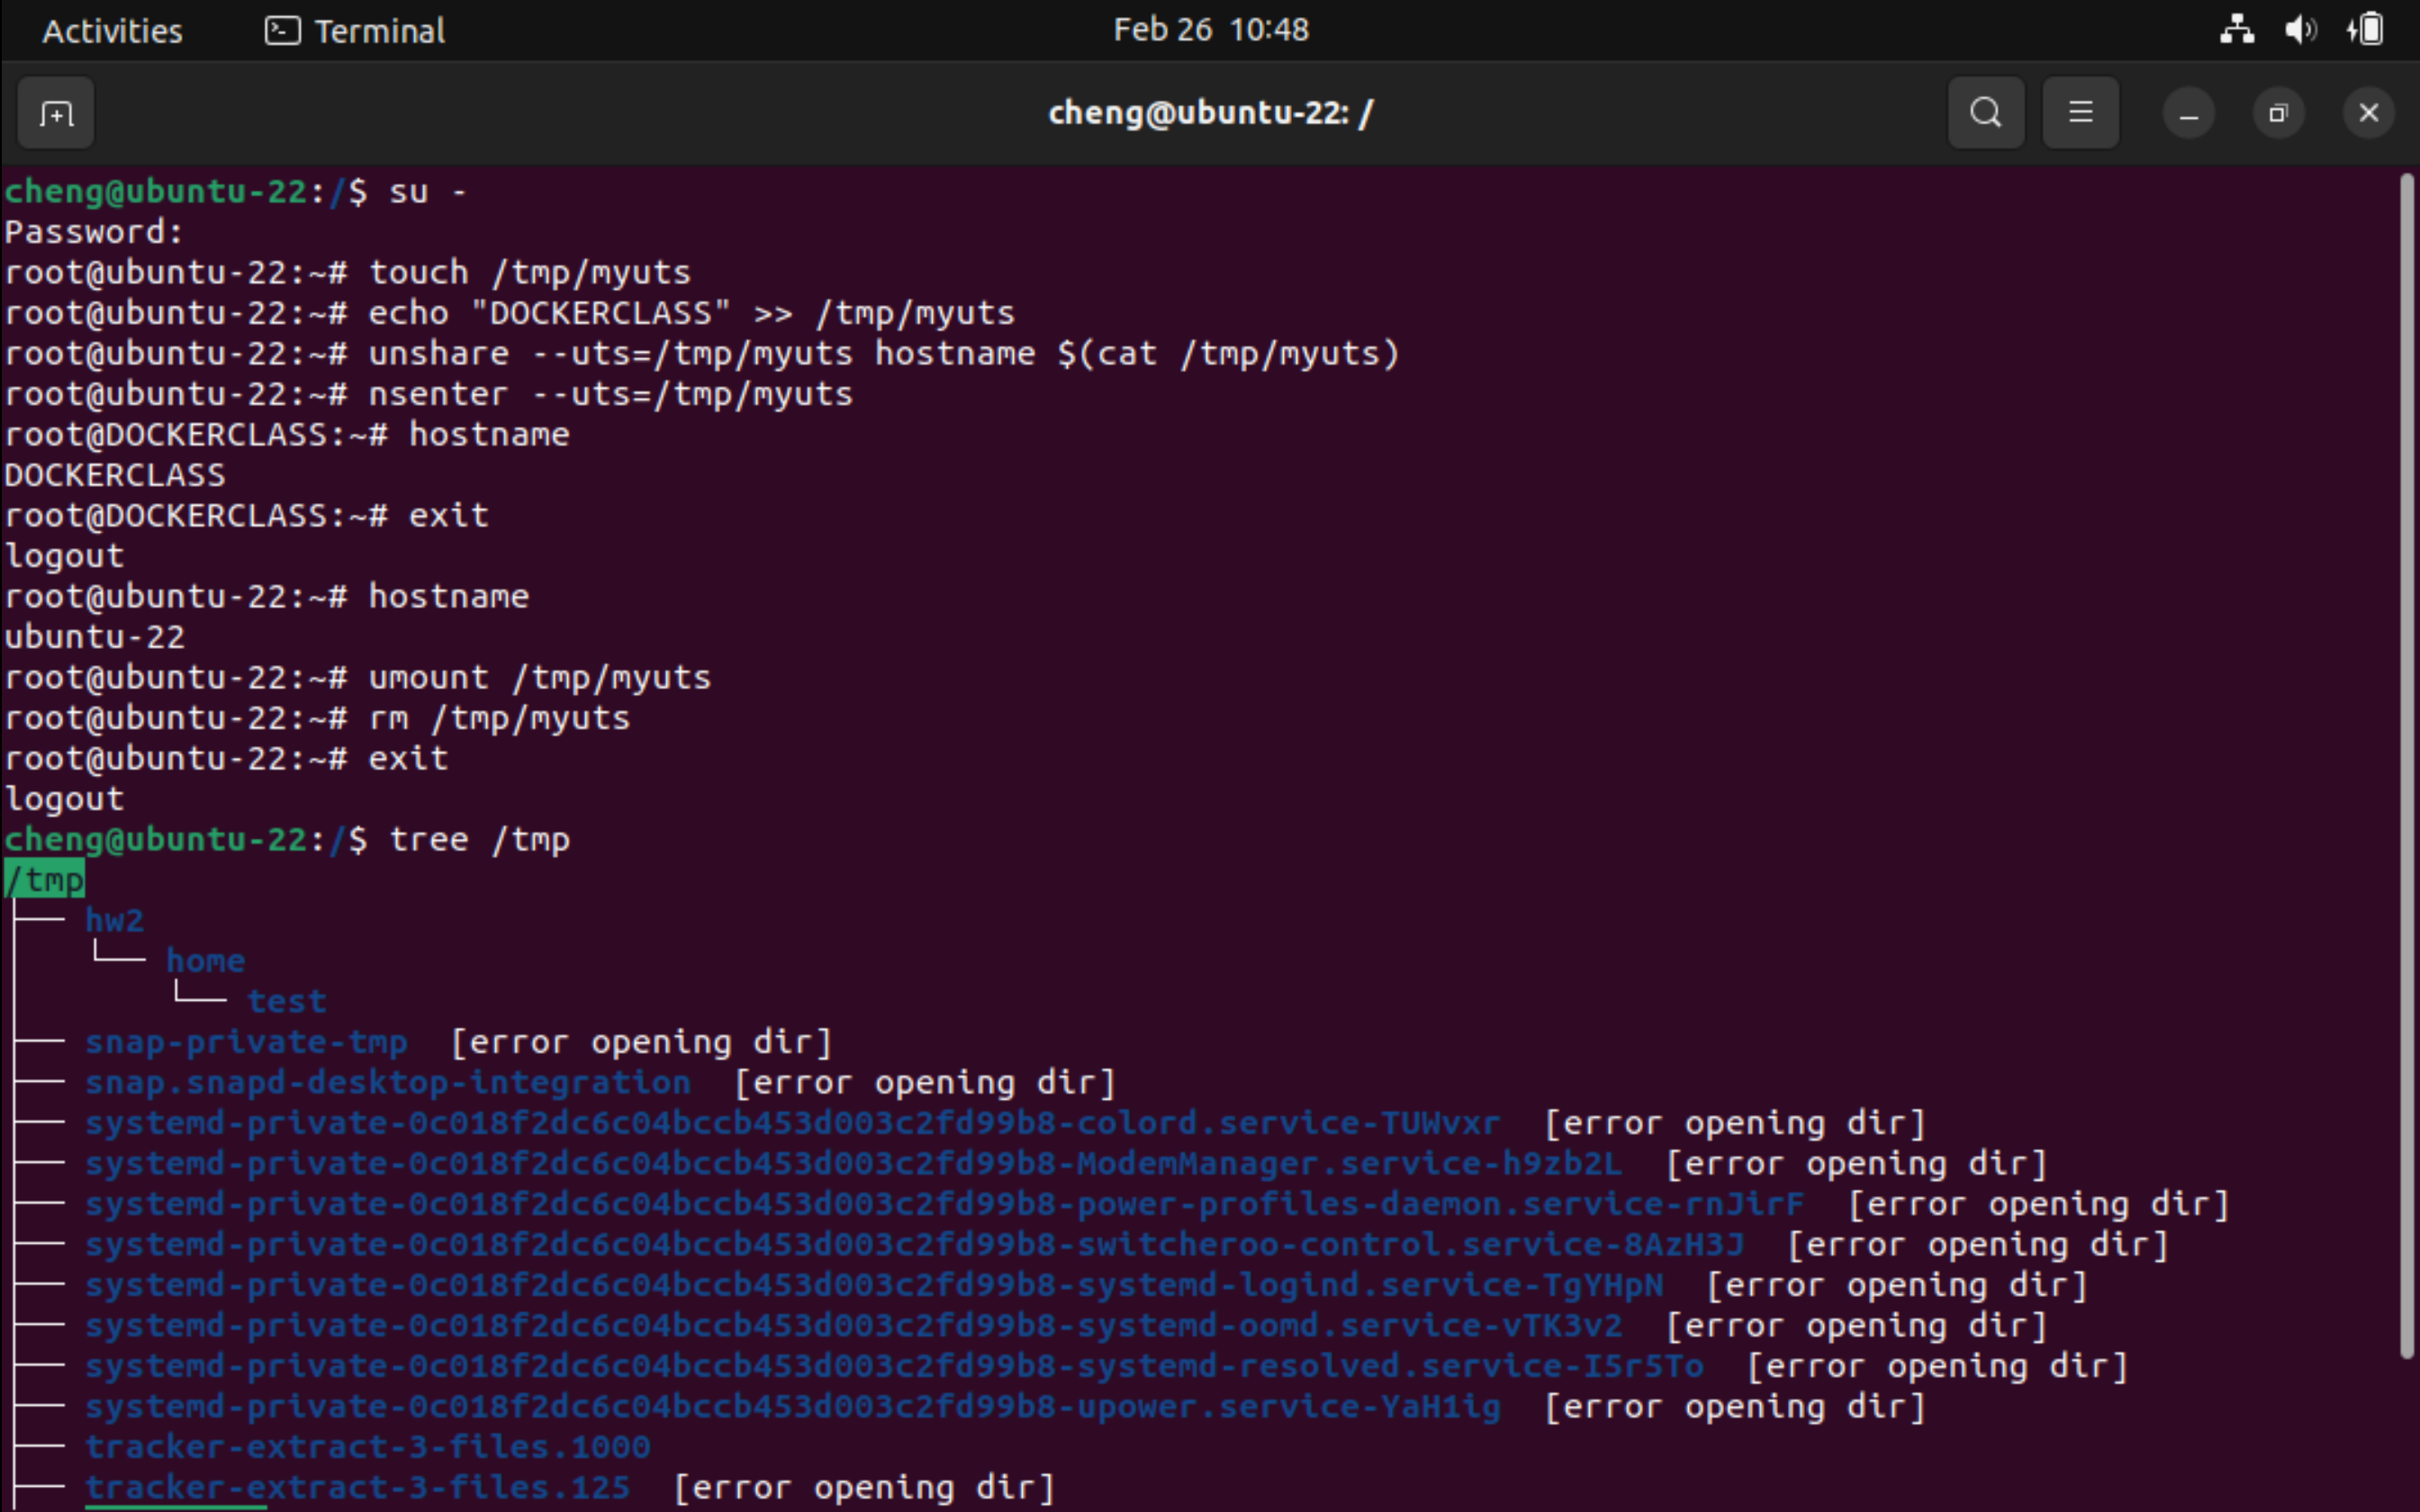 Activities Terminal Feb 26 10:48
cheng@ubuntu-22: /
cheng@ubuntu-22:/$ su -
Password:
root@ubuntu-22:~# touch /tmp/myuts
root@ubuntu-22:~# echo "DOCKERCLASS" >> /tmp/myuts
root@ubuntu-22:~# unshare --uts=/tmp/myuts hostname $(cat /tmp/myuts)
root@ubuntu-22:~# nsenter --uts=/tmp/myuts
root@DOCKERCLASS:~# hostname
DOCKERCLASS
root@DOCKERCLASS:~# exit
logout
root@ubuntu-22:~# hostname
ubuntu-22
root@ubuntu-22:~# umount /tmp/myuts
root@ubuntu-22:~# rm /tmp/myuts
root@ubuntu-22:~# exit
logout
cheng@ubuntu-22:/$ tree /tmp
/tmp
├── hw2
│   └── home
│       └── test
├── snap-private-tmp  [error opening dir]
├── snap.snapd-desktop-integration  [error opening dir]
├── systemd-private-0c018f2dc6c04bccb453d003c2fd99b8-colord.service-TUWvxr  [error opening dir]
├── systemd-private-0c018f2dc6c04bccb453d003c2fd99b8-ModemManager.service-h9zb2L  [error opening dir]
├── systemd-private-0c018f2dc6c04bccb453d003c2fd99b8-power-profiles-daemon.service-rnJirF  [error opening dir]
├── systemd-private-0c018f2dc6c04bccb453d003c2fd99b8-switcheroo-control.service-8AzH3J  [error opening dir]
├── systemd-private-0c018f2dc6c04bccb453d003c2fd99b8-systemd-logind.service-TgYHpN  [error opening dir]
├── systemd-private-0c018f2dc6c04bccb453d003c2fd99b8-systemd-oomd.service-vTK3v2  [error opening dir]
├── systemd-private-0c018f2dc6c04bccb453d003c2fd99b8-systemd-resolved.service-I5r5To  [error opening dir]
├── systemd-private-0c018f2dc6c04bccb453d003c2fd99b8-upower.service-YaH1ig  [error opening dir]
├── tracker-extract-3-files.1000
├── tracker-extract-3-files.125  [error opening dir]